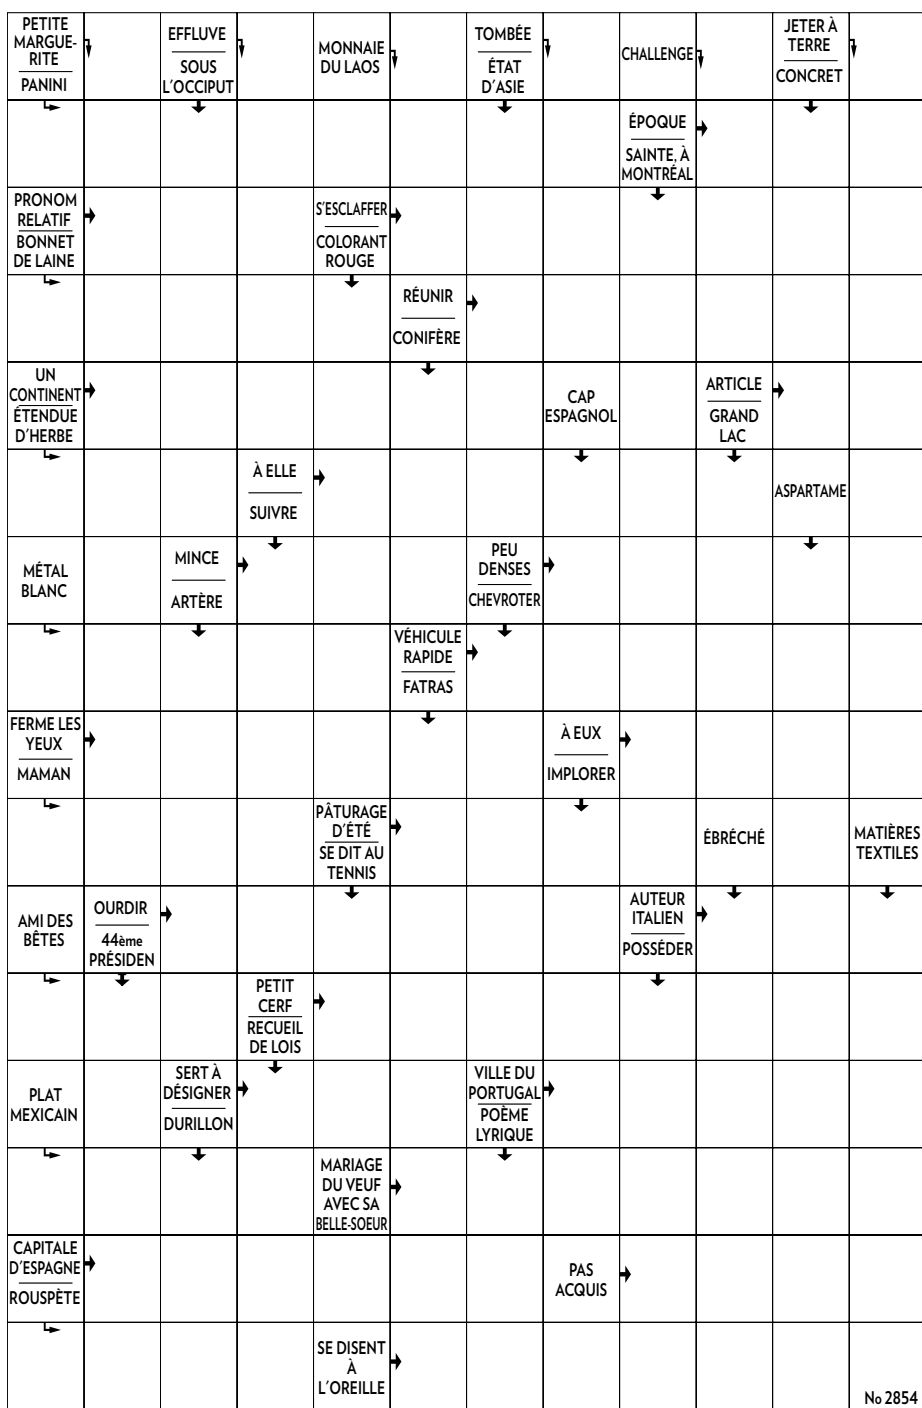 PETITE
MARGUE-
RITE
PANINI
EFFLUVE
SOUS
L'OCCIPUT
MONNAIE
DU LAOS
TOMBÉE
ÉTAT
D'ASIE
CHALLENGE
JETER À
TERRE
CONCRET
ÉPOQUE
SAINTE, À
MONTRÉAL
PRONOM
RELATIF
BONNET
DE LAINE
S'ESCLAFFER
COLORANT
ROUGE
RÉUNIR
CONIFÈRE
UN
CONTINENT
ÉTENDUE
D'HERBE
CAP
ESPAGNOL
ARTICLE
GRAND
LAC
À ELLE
SUIVRE
ASPARTAME
MÉTAL
BLANC
MINCE
ARTÈRE
PEU
DENSES
CHEVROTER
VÉHICULE
RAPIDE
FATRAS
FERME LES
YEUX
MAMAN
À EUX
IMPLORER
PÂTURAGE
D'ÉTÉ
SE DIT AU
TENNIS
ÉBRÉCHÉ
MATIÈRES
TEXTILES
AMI DES
BÊTES
OURDIR
44ème
PRÉSIDEN
AUTEUR
ITALIEN
POSSÉDER
PETIT
CERF
RECUEIL
DE LOIS
PLAT
MEXICAIN
SERT À
DÉSIGNER
DURILLON
VILLE DU
PORTUGAL
POÈME
LYRIQUE
MARIAGE
DU VEUF
AVEC SA
BELLE-SOEUR
CAPITALE
D'ESPAGNE
ROUSPÈTE
PAS
ACQUIS
SE DISENT
À
L'OREILLE
No 2854